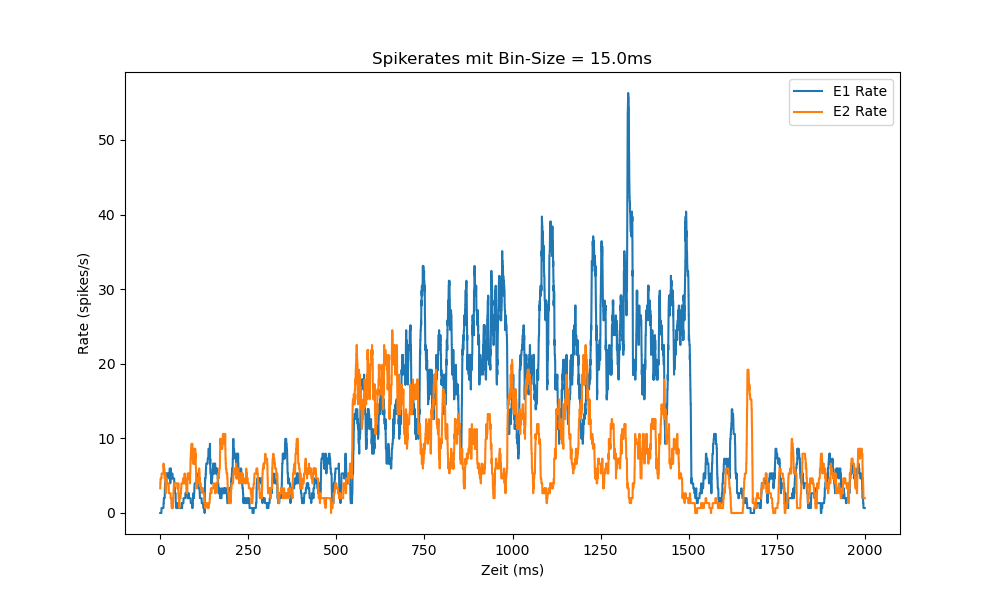 Spikerates mit Bin-Size = 15.0ms
E1 Rate
E2 Rate
Rate (spikes/s)
50
40
30
20
10
0
0 250 500 750 1000 1250 1500 1750 2000
Zeit (ms)